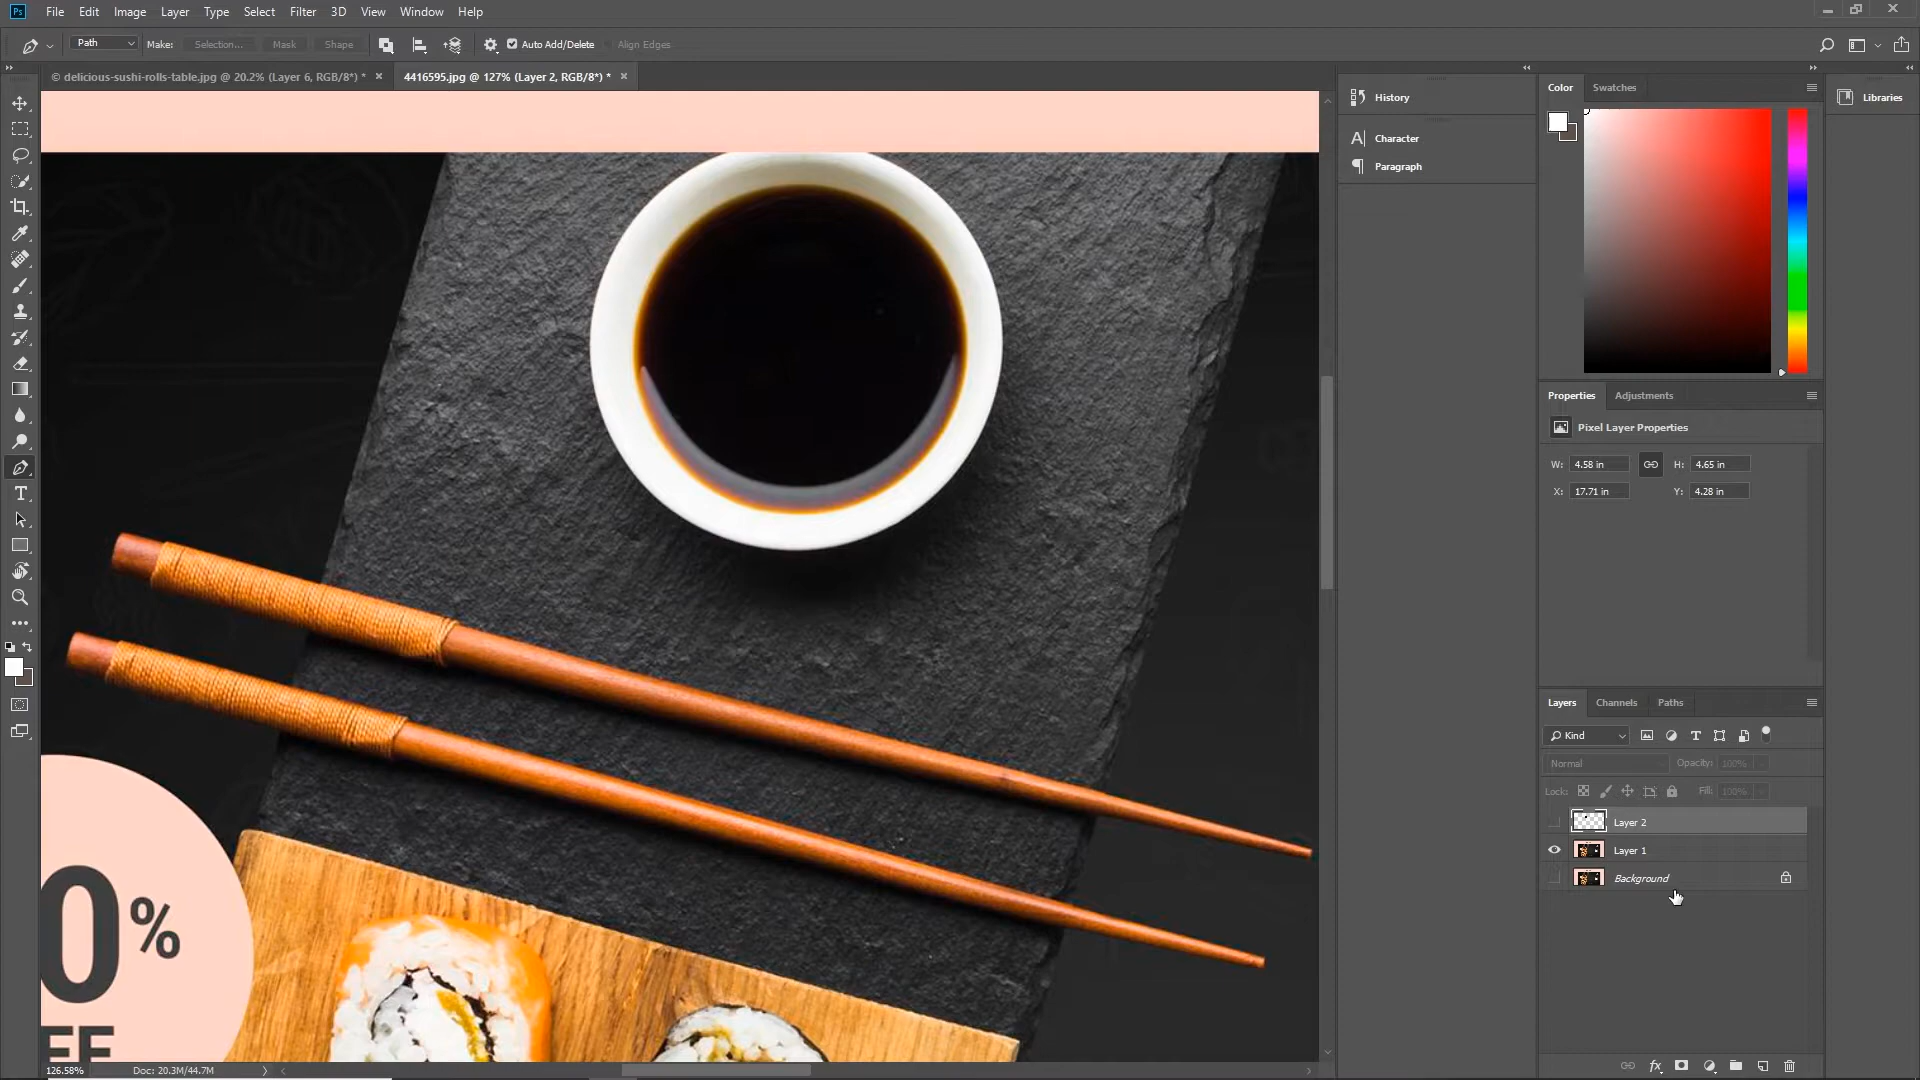 Ps File Edit Image Layer Type Select Filter 3D View Window Help
Path Make: Selection... Mask Shape Auto Add/Delete Align Edges
© delicious-sushi-rolls-table.jpg @ 20.2% (Layer 6, RGB/8*) * × 4416595.jpg @ 127% (Layer 2, RGB/8*) * ×
History
Character
Paragraph
Color Swatches
Libraries
Properties Adjustments
Pixel Layer Properties
W: 4.58 in H: 4.65 in
X: 17.71 in Y: 4.28 in
Layers Channels Paths
Kind
Normal Opacity: 100%
Lock: Fill: 100%
Layer 2
Layer 1
Background
0%
FF
126.58% Doc: 20.3M/44.7M